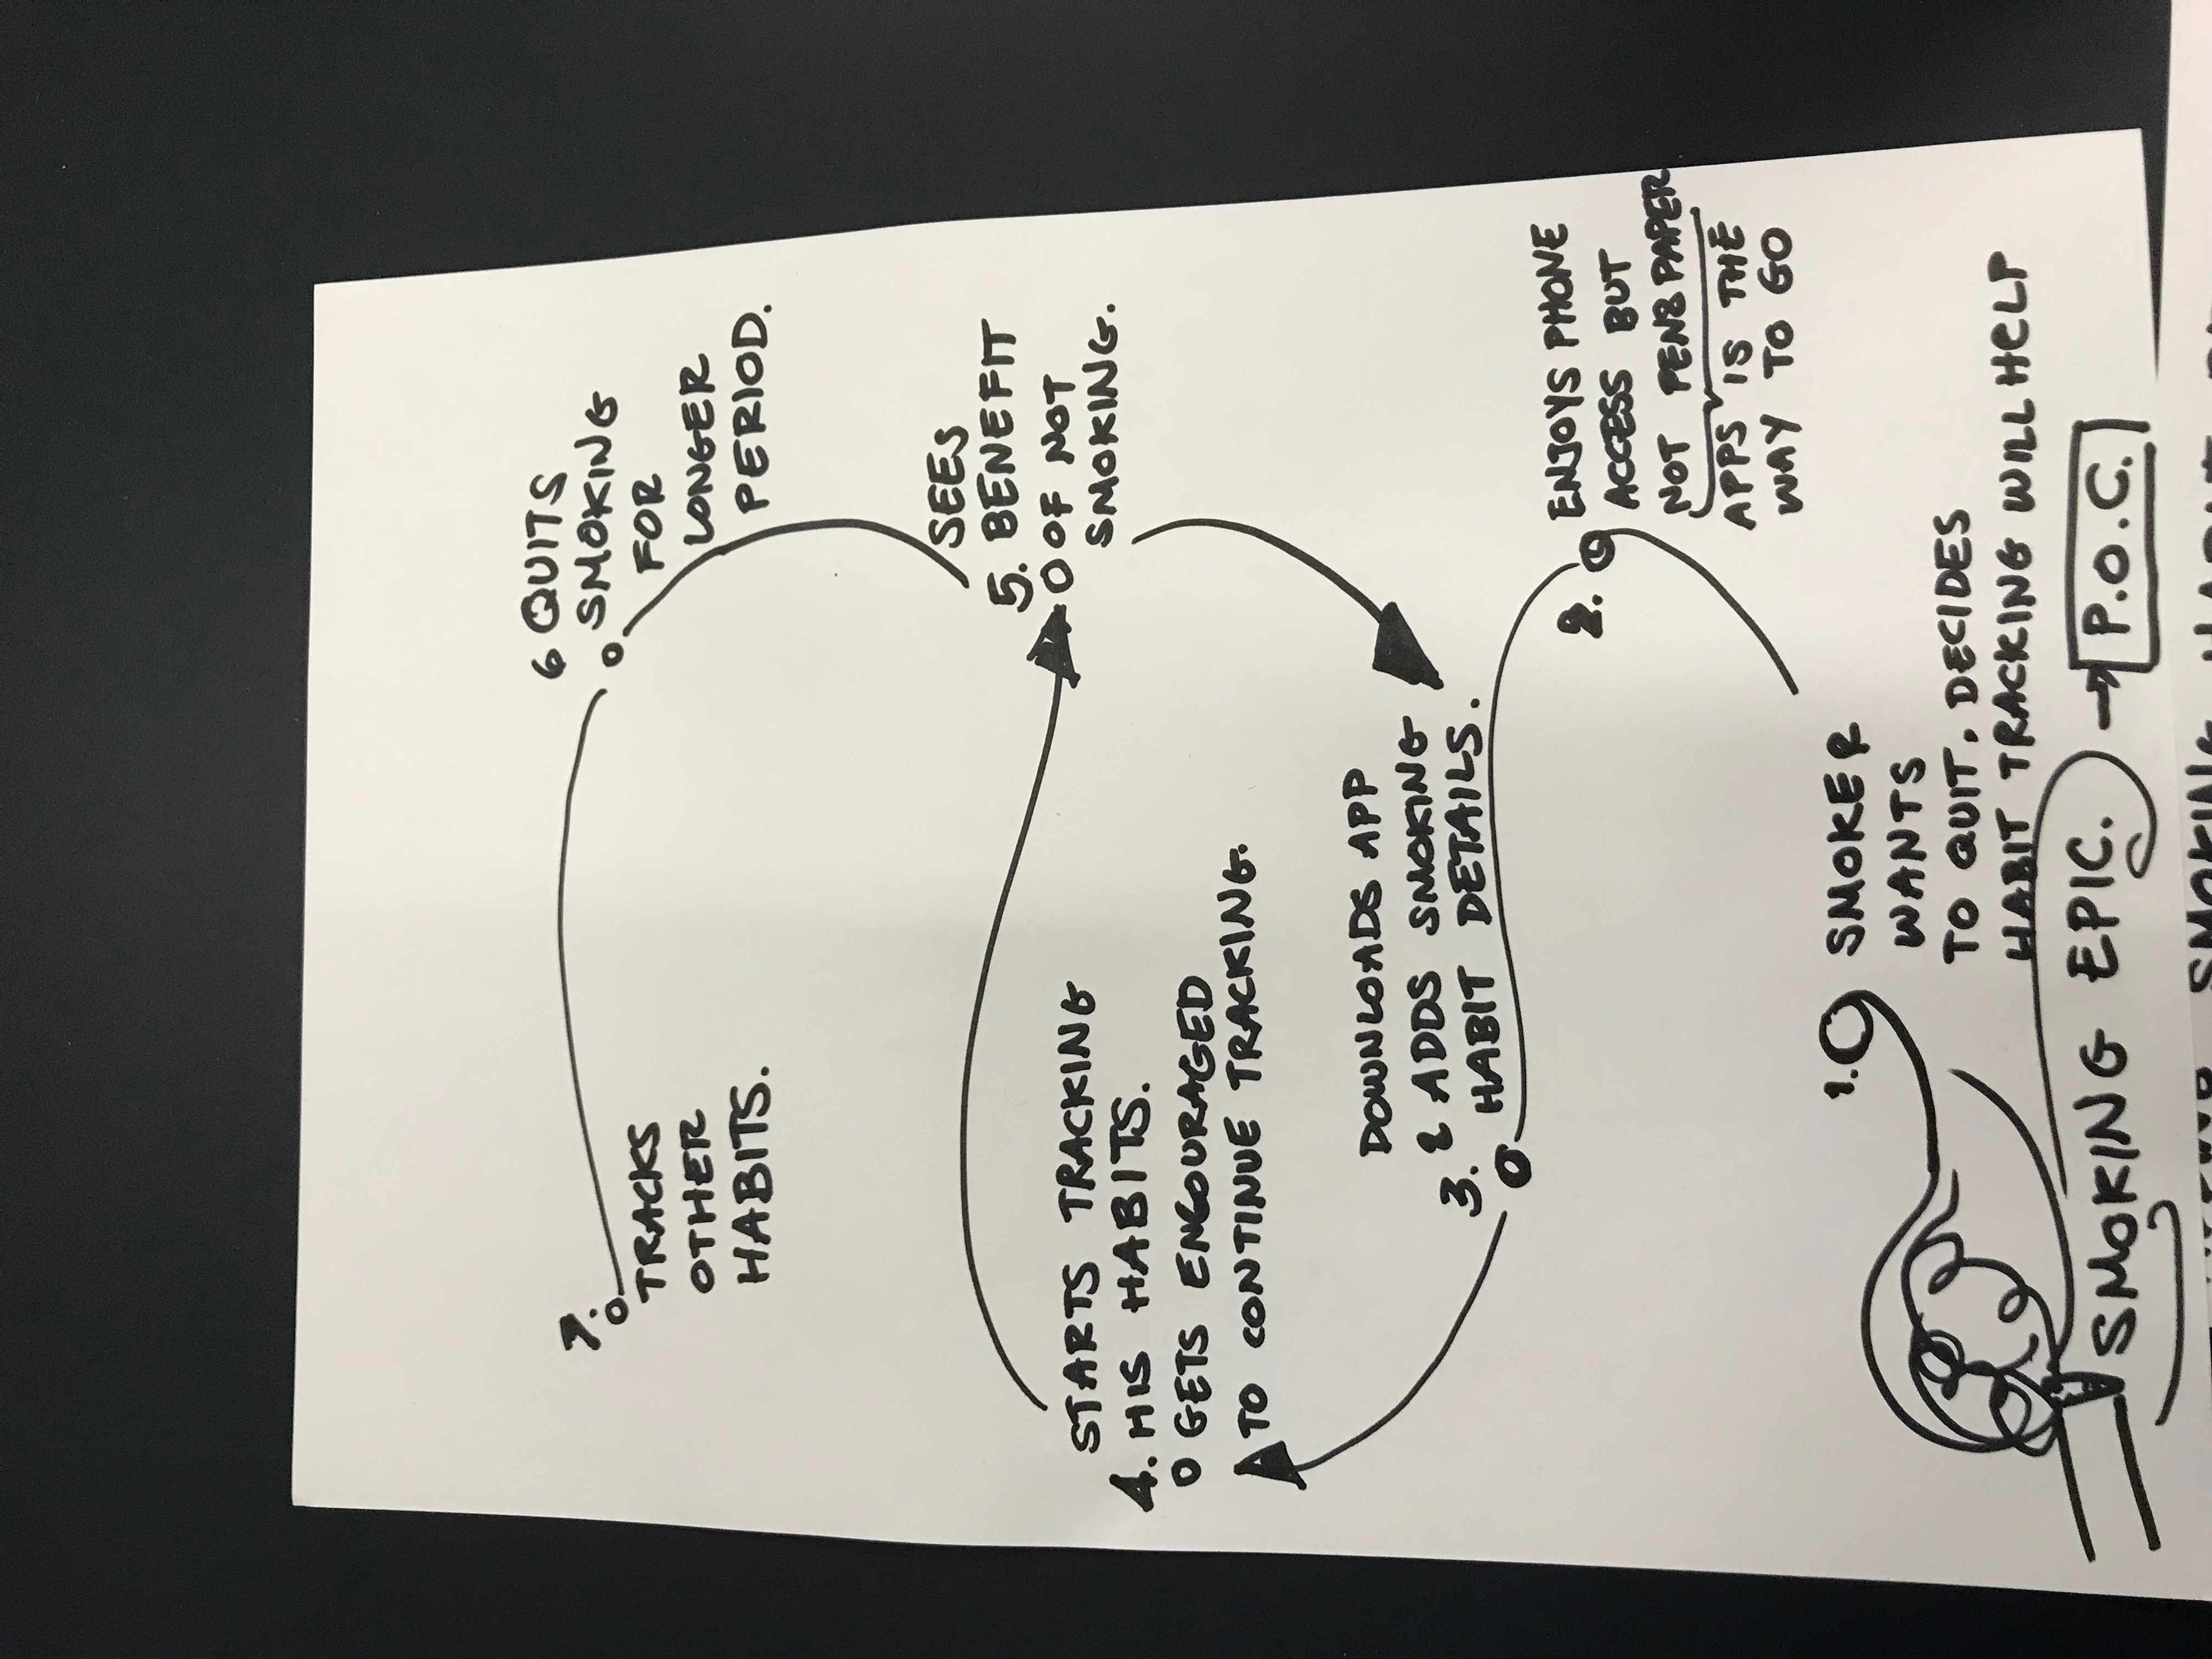 7.
TRACKS
OTHER
HABITS.
6 QUITS
SMOKING
FOR
LONGER
PERIOD.
SEES
5. BENEFIT
OF NOT
SMOKING.
STARTS TRACKING
4. HIS HABITS.
GETS ENCOURAGED
TO CONTINUE TRACKING.
DOWNLOADS APP
& ADDS SMOKING
3. HABIT DETAILS.
2. ENJOYS PHONE
ACCESS BUT
NOT PEN & PAPER
APPS IS THE
WAY TO GO
1. SMOKER
WANTS
TO QUIT. DECIDES
HABIT TRACKING WILL HELP
SMOKING EPIC. → P.O.C.
SMOKING HABIT